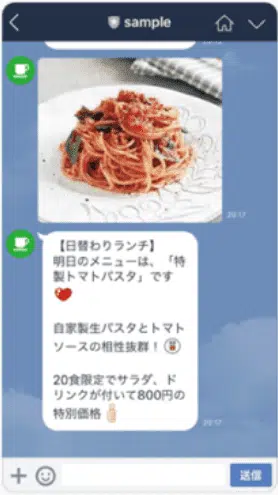 sample
20:17
【日替わりランチ】
明日のメニューは、「特
製トマトパスタ」です
自家製生パスタとトマト
ソースの相性抜群！
20食限定でサラダ、ド
リンクが付いて800円の
特別価格
20:17
送信